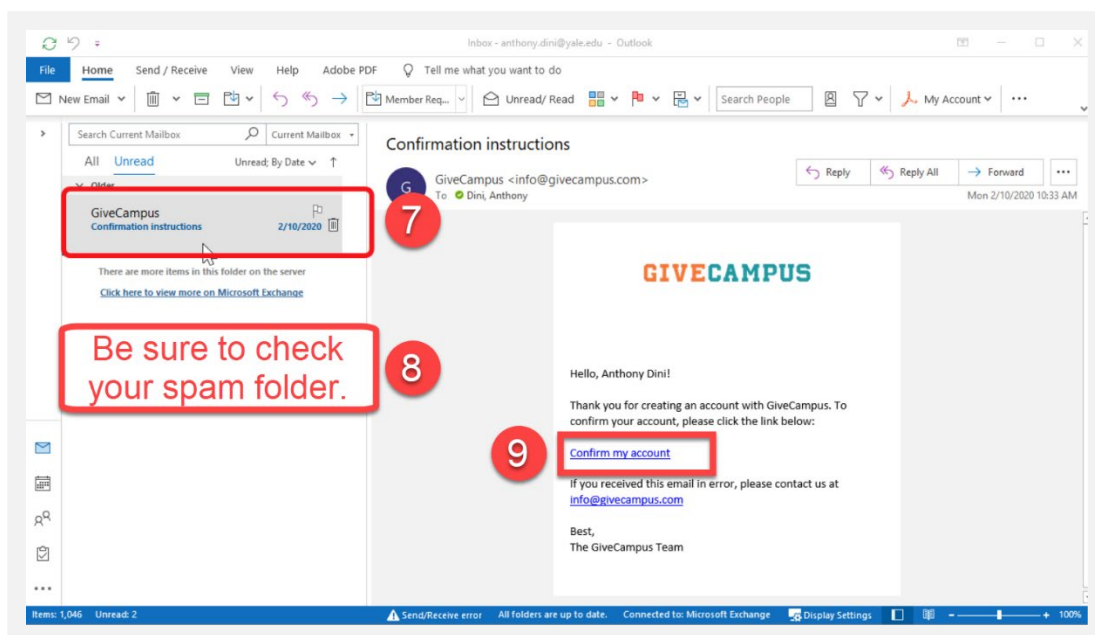 Inbox - anthony.dini@yale.edu - Outlook
File Home Send / Receive View Help Adobe PDF Tell me what you want to do
New Email Member Req... Unread/ Read Search People My Account
Search Current Mailbox Current Mailbox
All Unread Unread; By Date
Older
GiveCampus
Confirmation instructions 2/10/2020
7
There are more items in this folder on the server
Click here to view more on Microsoft Exchange
Be sure to check
your spam folder.
8
Confirmation instructions
G
GiveCampus <info@givecampus.com>
To Dini, Anthony
Reply Reply All Forward
Mon 2/10/2020 10:33 AM
GIVECAMPUS
Hello, Anthony Dini!
Thank you for creating an account with GiveCampus. To
confirm your account, please click the link below:
9
Confirm my account
If you received this email in error, please contact us at
info@givecampus.com
Best,
The GiveCampus Team
Items: 1,046 Unread: 2 Send/Receive error All folders are up to date. Connected to: Microsoft Exchange Display Settings 100%